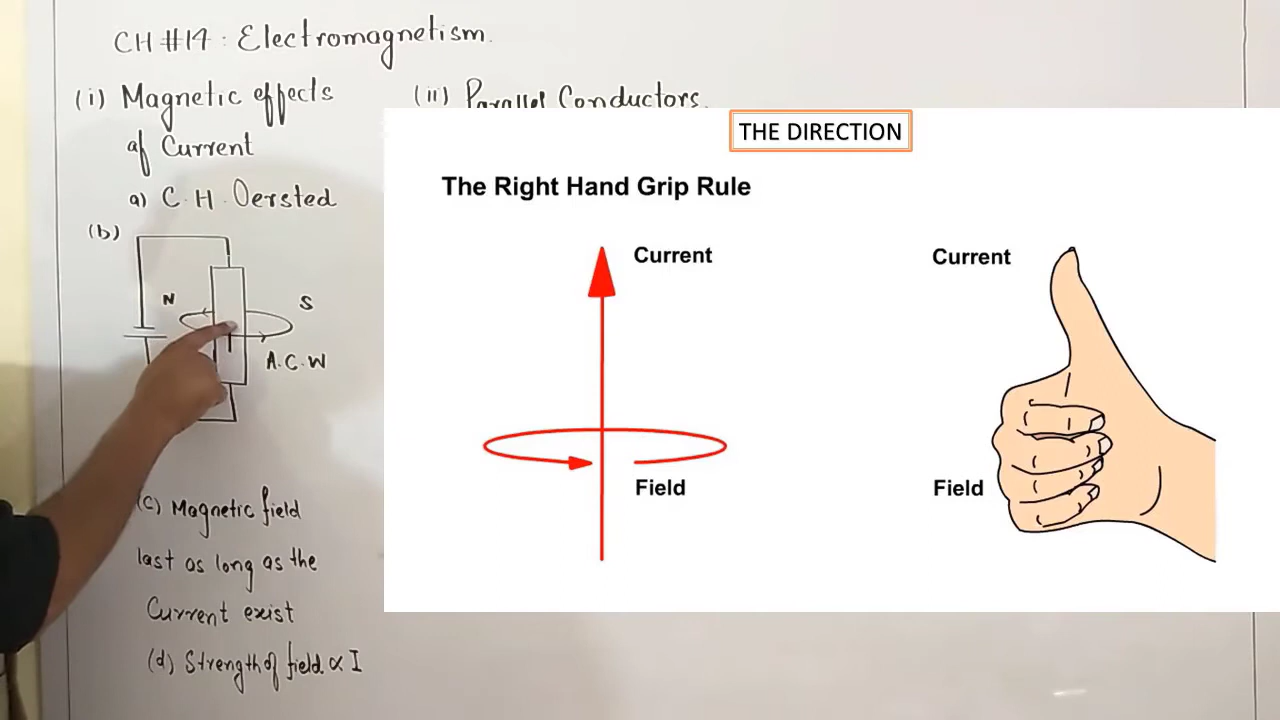 CH #14 : Electromagnetism.
(i) Magnetic effects
of Current
a) C.H. Oersted
(b)
N
S
A.C.W
(c) Magnetic field
last as long as the
Current exist
(d) Strength of field ∝ I
(ii) Parallel Conductors.
THE DIRECTION
The Right Hand Grip Rule
Current
Field
Current
Field